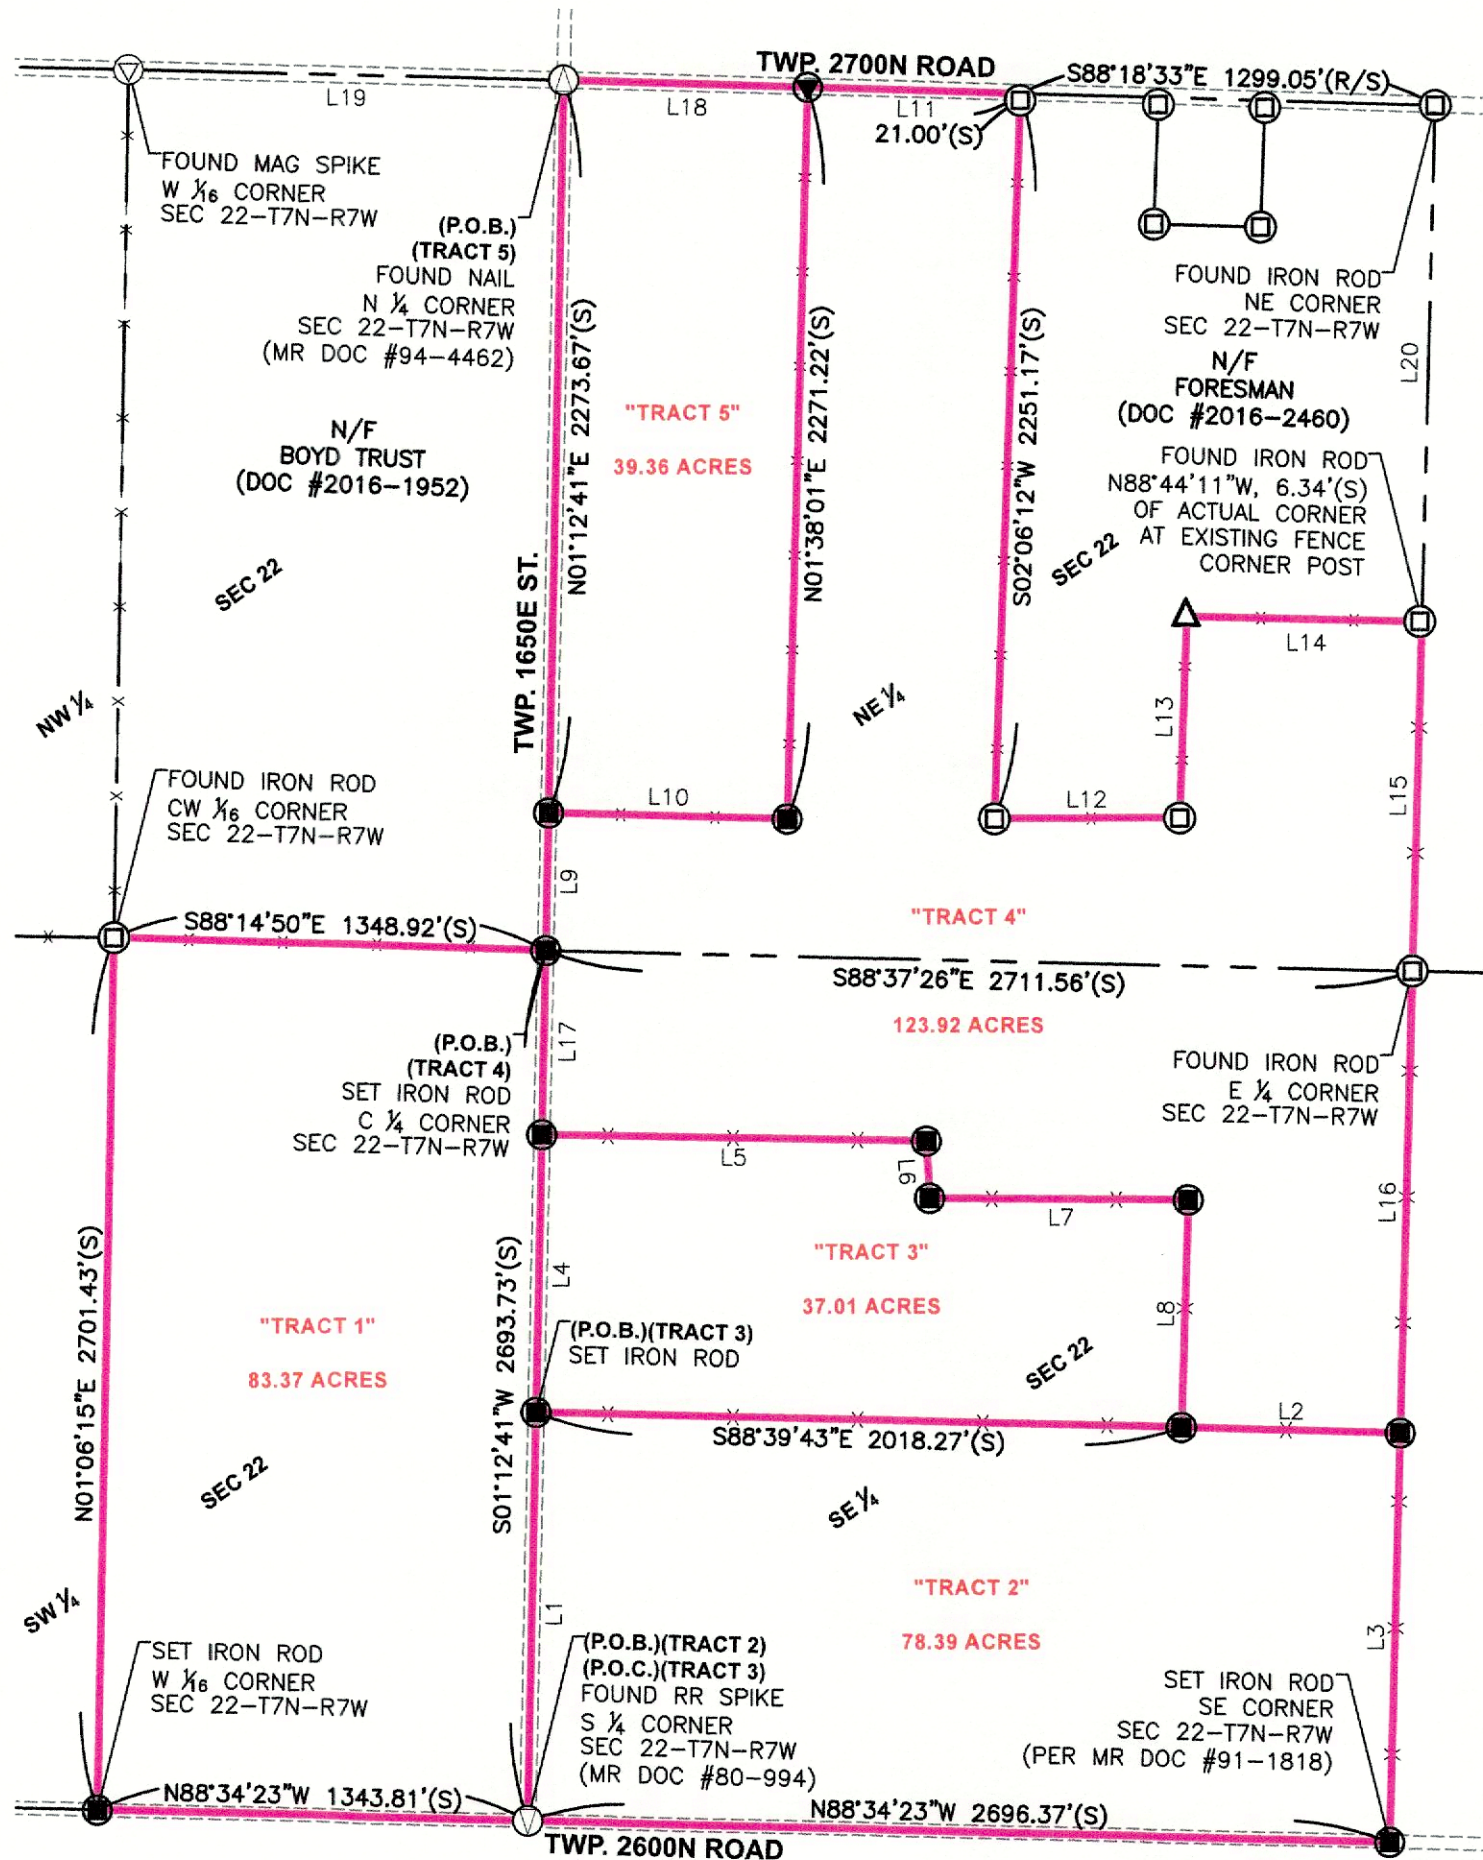 TWP. 2700N ROAD
S88°18'33"E 1299.05'(R/S)
L19
L18
L11
21.00'(S)
FOUND MAG SPIKE
W 1/16 CORNER
SEC 22-T7N-R7W
(P.O.B.)
(TRACT 5)
FOUND NAIL
N 1/4 CORNER
SEC 22-T7N-R7W
(MR DOC #94-4462)
N01°12'41"E 2273.67'(S)
"TRACT 5"
39.36 ACRES
N01°38'01"E 2271.22'(S)
S02°06'12"W 2251.17'(S)
FOUND IRON ROD
NE CORNER
SEC 22-T7N-R7W
L20
N/F
FORESMAN
(DOC #2016-2460)
N/F
BOYD TRUST
(DOC #2016-1952)
FOUND IRON ROD
N88°44'11"W, 6.34'(S)
OF ACTUAL CORNER
AT EXISTING FENCE
CORNER POST
SEC 22
SEC 22
TWP. 1650E ST.
L14
L13
NW 1/4
NE 1/4
FOUND IRON ROD
CW 1/16 CORNER
SEC 22-T7N-R7W
L10
L12
L15
L9
S88°14'50"E 1348.92'(S)
"TRACT 4"
S88°37'26"E 2711.56'(S)
123.92 ACRES
(P.O.B.)
(TRACT 4)
SET IRON ROD
C 1/4 CORNER
SEC 22-T7N-R7W
L17
FOUND IRON ROD
E 1/4 CORNER
SEC 22-T7N-R7W
L5
L6
L7
L16
N01°06'15"E 2701.43'(S)
"TRACT 1"
83.37 ACRES
S01°12'41"W 2693.73'(S)
L4
"TRACT 3"
37.01 ACRES
L8
(P.O.B.)(TRACT 3)
SET IRON ROD
SEC 22
L2
S88°39'43"E 2018.27'(S)
SEC 22
SE 1/4
"TRACT 2"
78.39 ACRES
SW 1/4
L1
L3
SET IRON ROD
W 1/16 CORNER
SEC 22-T7N-R7W
(P.O.B.)(TRACT 2)
(P.O.C.)(TRACT 3)
FOUND RR SPIKE
S 1/4 CORNER
SEC 22-T7N-R7W
(MR DOC #80-994)
SET IRON ROD
SE CORNER
SEC 22-T7N-R7W
(PER MR DOC #91-1818)
N88°34'23"W 1343.81'(S)
N88°34'23"W 2696.37'(S)
TWP. 2600N ROAD